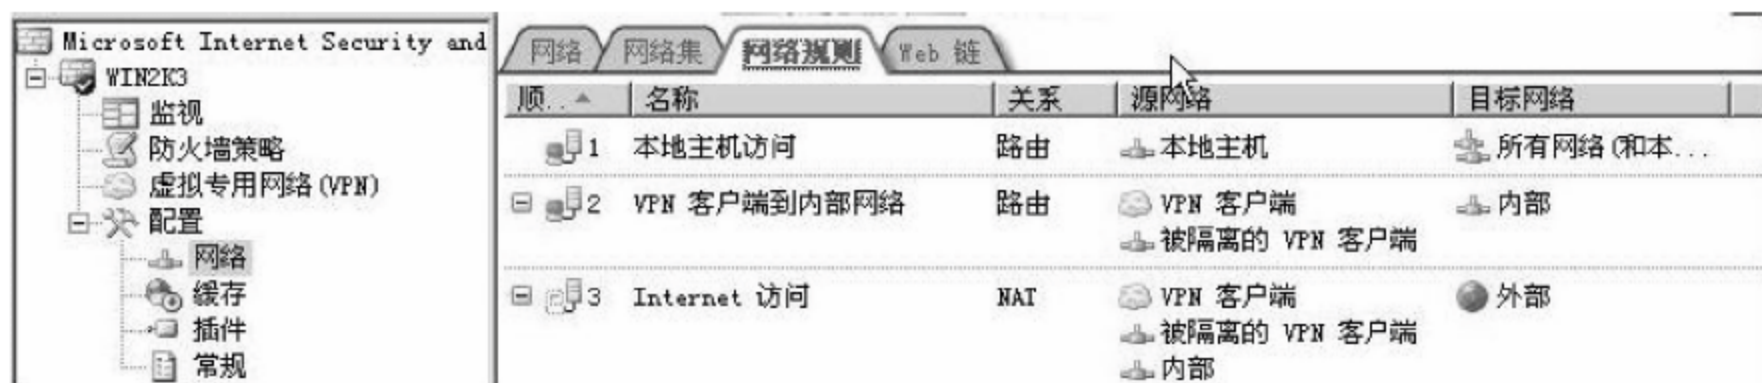 Microsoft Internet Security and
WIN2K3
监视
防火墙策略
虚拟专用网络(VPN)
配置
网络
缓存
插件
常规
网络 网络集 网络规则 Web 链
顺.. 名称 关系 源网络 目标网络
1 本地主机访问 路由 本地主机 所有网络(和本...
2 VPN 客户端到内部网络 路由 VPN 客户端 内部
被隔离的 VPN 客户端
3 Internet 访问 NAT VPN 客户端 外部
被隔离的 VPN 客户端
内部